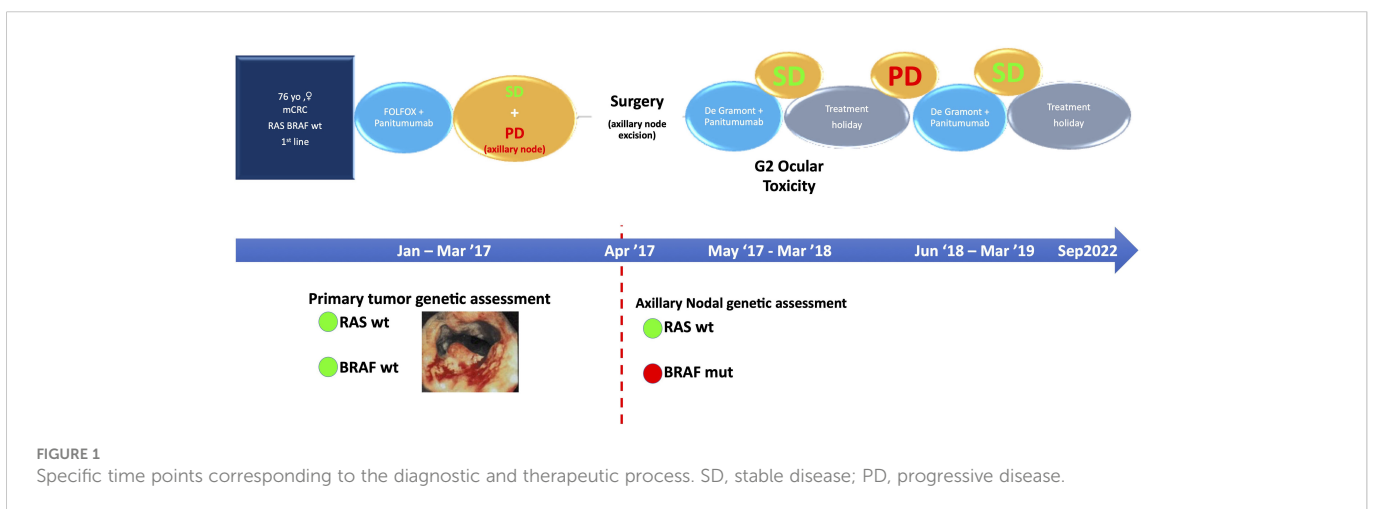 76 yo ,♀
mCRC
RAS BRAF wt
1st line
FOLFOX +
Panitumumab
SD
+
PD
(axillary node)
Surgery
(axillary node
excision)
De Gramont +
Panitumumab
SD
Treatment
holiday
G2 Ocular
Toxicity
PD
De Gramont +
Panitumumab
SD
Treatment
holiday
Jan – Mar ’17
Apr ’17
May ‘17 - Mar ’18
Jun ‘18 – Mar ’19
Sep2022
Primary tumor genetic assessment
RAS wt
BRAF wt
Axillary Nodal genetic assessment
RAS wt
BRAF mut
FIGURE 1
Specific time points corresponding to the diagnostic and therapeutic process. SD, stable disease; PD, progressive disease.